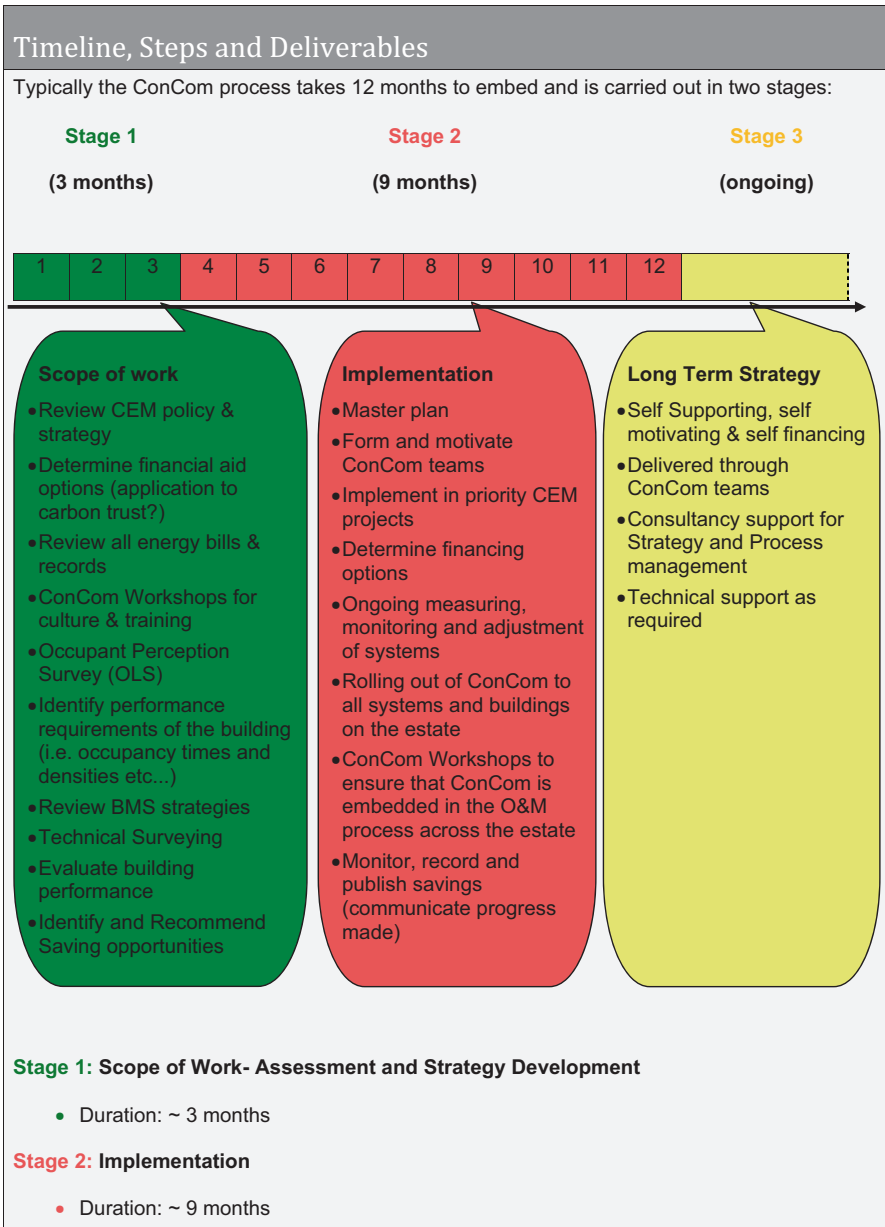 Timeline, Steps and Deliverables
Typically the ConCom process takes 12 months to embed and is carried out in two stages:
Stage 1
(3 months)
Stage 2
(9 months)
Stage 3
(ongoing)
1 2 3 4 5 6 7 8 9 10 11 12
Scope of work
•Review CEM policy &
strategy
•Determine financial aid
options (application to
carbon trust?)
•Review all energy bills &
records
•ConCom Workshops for
culture & training
•Occupant Perception
Survey (OLS)
•Identify performance
requirements of the building
(i.e. occupancy times and
densities etc...)
•Review BMS strategies
•Technical Surveying
•Evaluate building
performance
•Identify and Recommend
Saving opportunities
Implementation
•Master plan
•Form and motivate
ConCom teams
•Implement in priority CEM
projects
•Determine financing
options
•Ongoing measuring,
monitoring and adjustment
of systems
•Rolling out of ConCom to
all systems and buildings
on the estate
•ConCom Workshops to
ensure that ConCom is
embedded in the O&M
process across the estate
•Monitor, record and
publish savings
(communicate progress
made)
Long Term Strategy
•Self Supporting, self
motivating & self financing
•Delivered through
ConCom teams
•Consultancy support for
Strategy and Process
management
•Technical support as
required
Stage 1: Scope of Work- Assessment and Strategy Development
• Duration: ~ 3 months
Stage 2: Implementation
• Duration: ~ 9 months